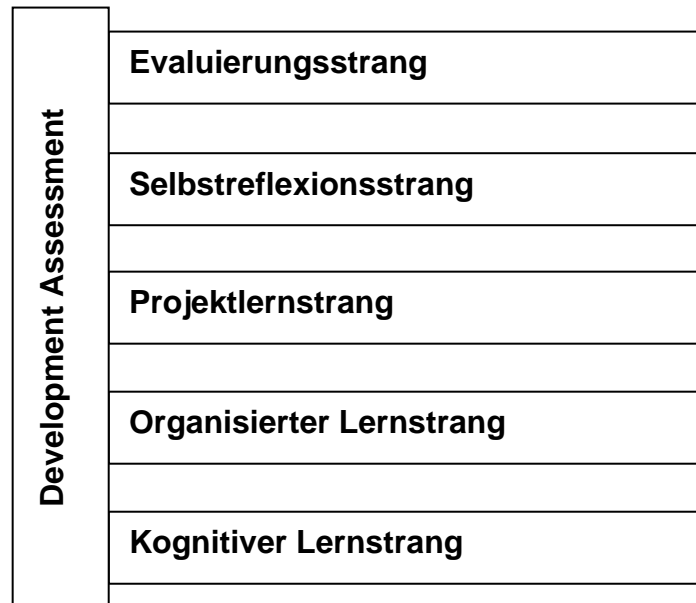 Development Assessment
Evaluierungsstrang
Selbstreflexionsstrang
Projektlernstrang
Organisierter Lernstrang
Kognitiver Lernstrang